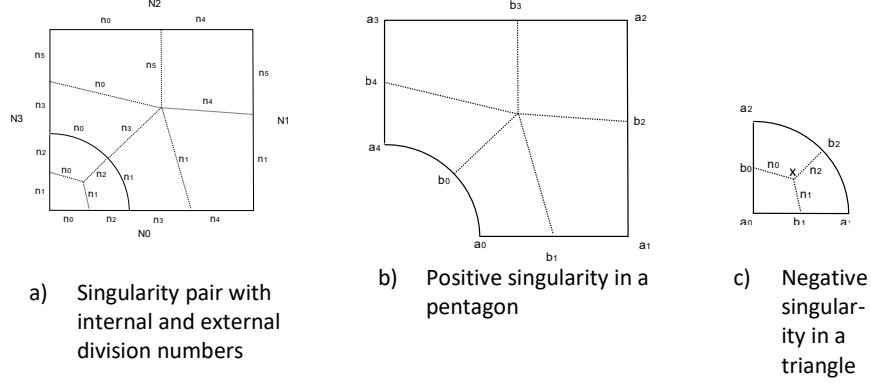 N2
n0 n4
n5 n5 n5
n0 n4
n3
N3 N1
n0 n3
n2 n1 n1
n0 n2 n1
n1 n1
n0 n2 n3 n4
N0
a) Singularity pair with
internal and external
division numbers
a3 b3 a2
b4
b2
a4
b0
a0 a1
b1
b) Positive singularity in a
pentagon
a2
b2
b0 n0 x n2
n1
a0 b1 a1
c) Negative
singular-
ity in a
triangle